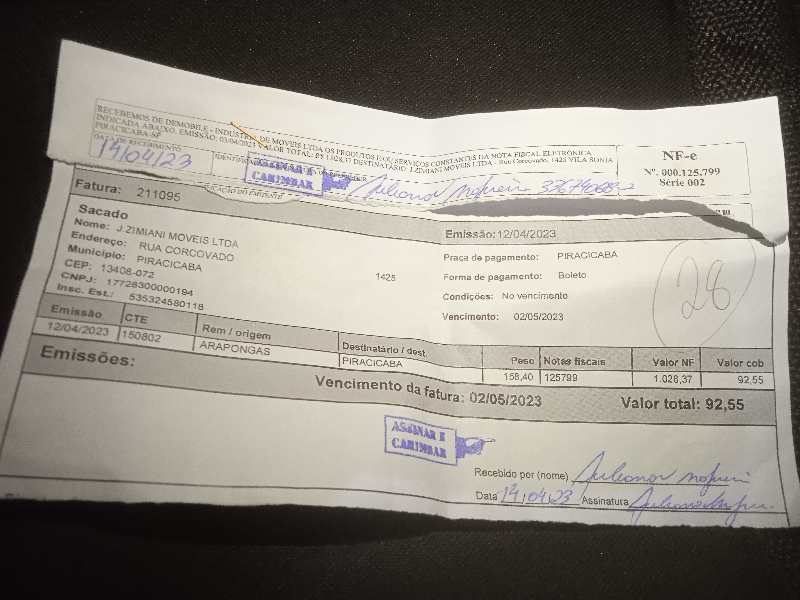 RECEBEMOS DE DEMOBILE - INDUSTRIA DE MOVEIS LTDA OS PRODUTOS E/OU SERVIÇOS CONSTANTES DA NOTA FISCAL ELETRÔNICA
INDICADA ABAIXO. EMISSÃO: 03/04/2023 VALOR TOTAL: R$ 1.028,37 DESTINATÁRIO: J.ZIMIANI MOVEIS LTDA - Rua Corcovado, 1425 VILA SONIA
PIRACICABA-SP
NF-e
Nº. 000.125.799
Série 002
DATA DE RECEBIMENTO
19/04/23
ASSINAR E
CARIMBAR
Fatura: 211095
Sacado
Nome: J.ZIMIANI MOVEIS LTDA
Endereço: RUA CORCOVADO 1425
Município: PIRACICABA
CEP: 13408-072
CNPJ: 17728300000194
Insc. Est.: 535324580118
Emissão: 12/04/2023
Praca de pagamento: PIRACICABA
Forma de pagamento: Boleto
Condições: No vencimento
Vencimento: 02/05/2023
28
Emissão CTE Rem / origem Destinatário / dest. Peso Notas fiscais Valor NF Valor cob
12/04/2023 150802 ARAPONGAS PIRACICABA 158,40 125799 1.028,37 92,55
Emissões:
Vencimento da fatura: 02/05/2023 Valor total: 92,55
ASSINAR E
CARIMBAR
Recebido por (nome)
Data 19/04/23 Assinatura